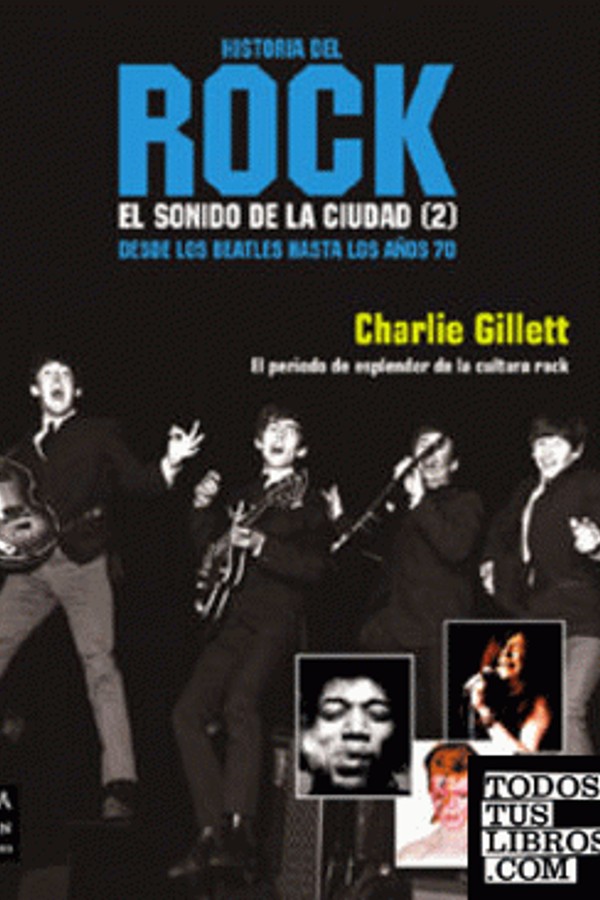 HISTORIA DEL
ROCK
EL SONIDO DE LA CIUDAD (2)
DESDE LOS BEATLES HASTA LOS AÑOS 70
Charlie Gillett
El periodo de esplendor de la cultura rock
A
TODOS
TUS
LIBROS
.COM